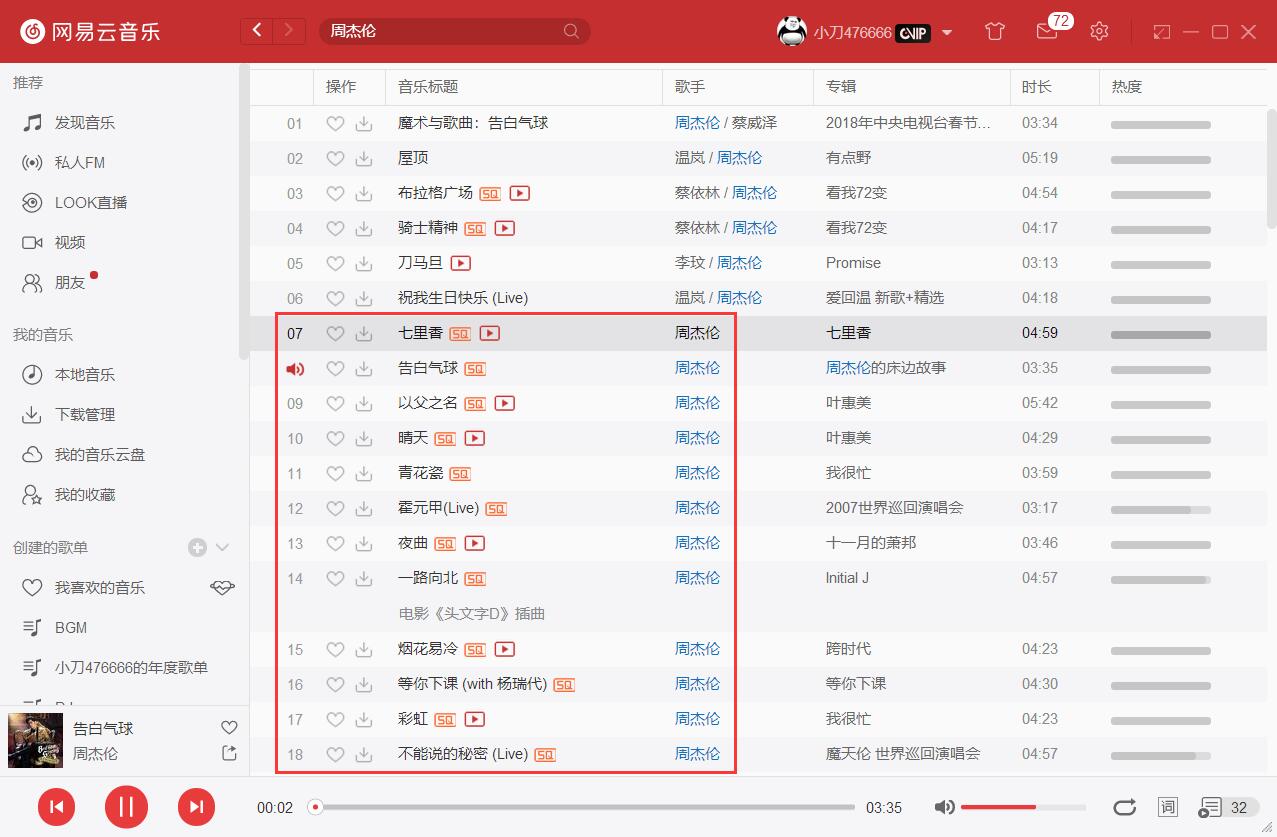 网易云音乐
周杰伦
小刀476666 VIP
72
推荐
发现音乐
私人FM
LOOK直播
视频
朋友
我的音乐
本地音乐
下载管理
我的音乐云盘
我的收藏
创建的歌单
我喜欢的音乐
BGM
小刀476666的年度歌单
告白气球
周杰伦
操作 音乐标题 歌手 专辑 时长 热度
01 魔术与歌曲：告白气球 周杰伦 / 蔡威泽 2018年中央电视台春节... 03:34
02 屋顶 温岚 / 周杰伦 有点野 05:19
03 布拉格广场 SQ 蔡依林 / 周杰伦 看我72变 04:54
04 骑士精神 SQ 蔡依林 / 周杰伦 看我72变 04:17
05 刀马旦 李玟 / 周杰伦 Promise 03:13
06 祝我生日快乐 (Live) 温岚 / 周杰伦 爱回温 新歌+精选 04:18
07 七里香 SQ 周杰伦 七里香 04:59
告白气球 SQ 周杰伦 周杰伦的床边故事 03:35
09 以父之名 SQ 周杰伦 叶惠美 05:42
10 晴天 SQ 周杰伦 叶惠美 04:29
11 青花瓷 SQ 周杰伦 我很忙 03:59
12 霍元甲(Live) SQ 周杰伦 2007世界巡回演唱会 03:17
13 夜曲 SQ 周杰伦 十一月的萧邦 03:46
14 一路向北 SQ 周杰伦 Initial J 04:57
电影《头文字D》插曲
15 烟花易冷 SQ 周杰伦 跨时代 04:23
16 等你下课 (with 杨瑞代) SQ 周杰伦 等你下课 04:30
17 彩虹 SQ 周杰伦 我很忙 04:23
18 不能说的秘密 (Live) SQ 周杰伦 魔天伦 世界巡回演唱会 04:57
00:02 03:35 词 32